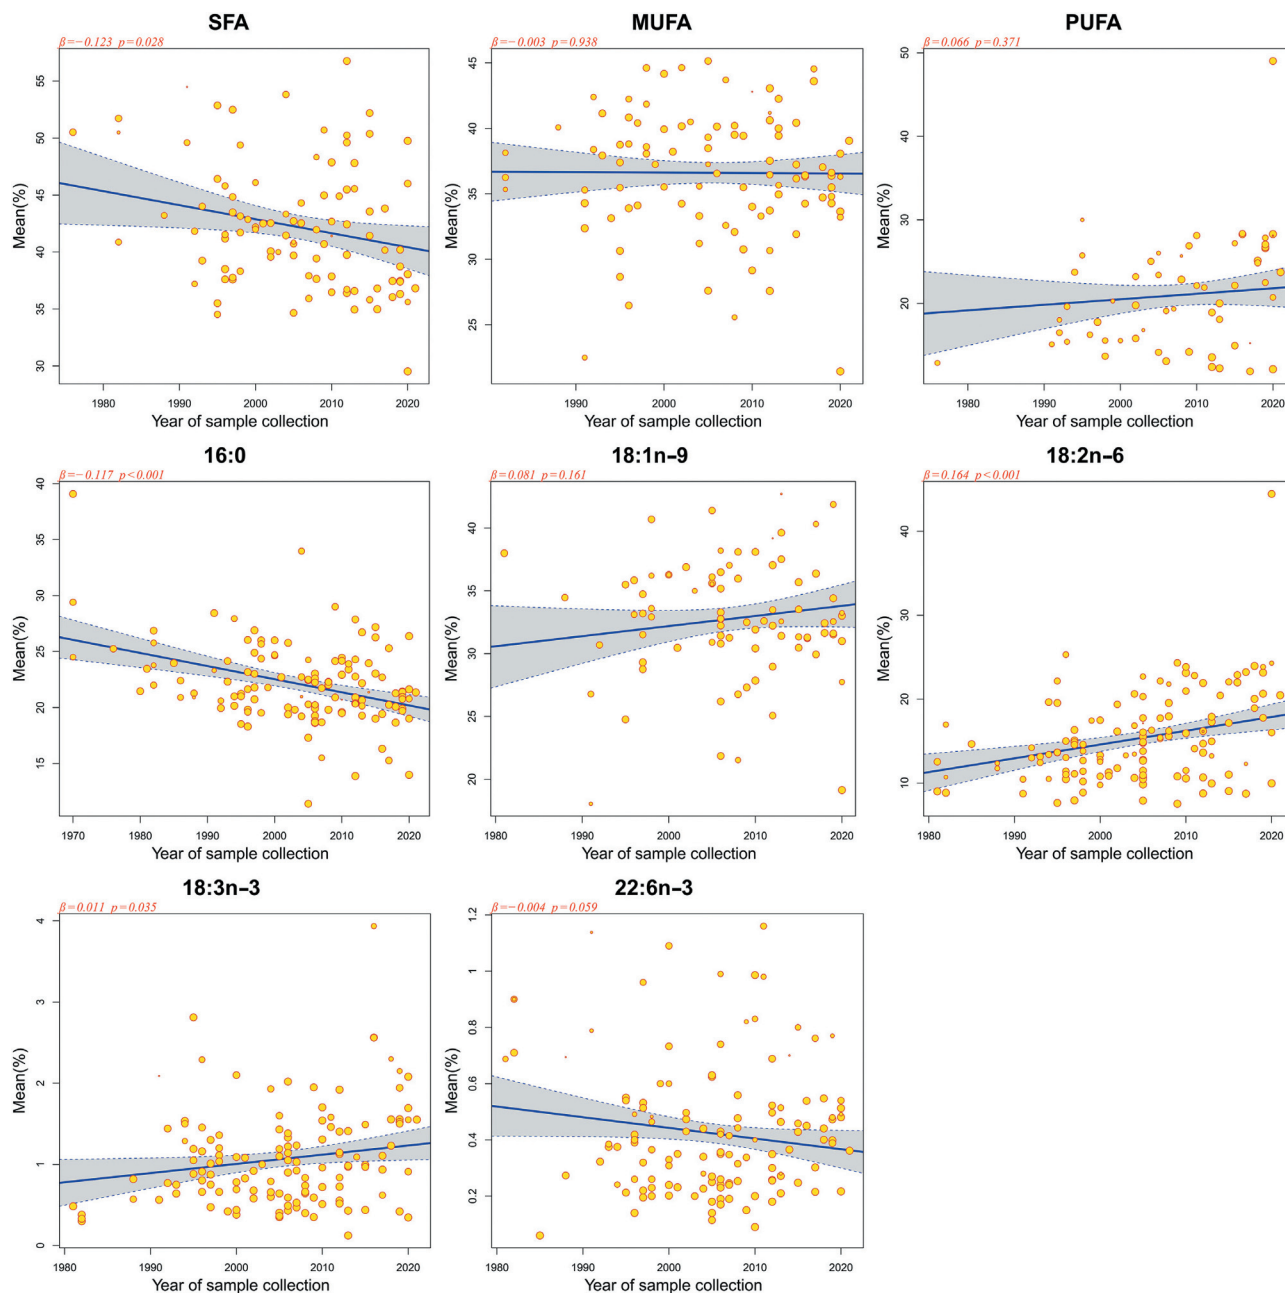 SFA
β=−0.123 p=0.028
Mean(%)
55
50
45
40
35
30
1980
1990
2000
2010
2020
Year of sample collection
MUFA
β=−0.003 p=0.938
Mean(%)
45
40
35
30
25
1990
2000
2010
2020
Year of sample collection
PUFA
β=0.066 p=0.371
Mean(%)
50
40
30
20
1980
1990
2000
2010
2020
Year of sample collection
16:0
β=−0.117 p<0.001
Mean(%)
40
35
30
25
20
15
1970
1980
1990
2000
2010
2020
Year of sample collection
18:1n−9
β=0.081 p=0.161
Mean(%)
40
35
30
25
20
1980
1990
2000
2010
2020
Year of sample collection
18:2n−6
β=0.164 p<0.001
Mean(%)
40
30
20
10
1980
1990
2000
2010
2020
Year of sample collection
18:3n−3
β=0.011 p=0.035
Mean(%)
4
3
2
1
0
1980
1990
2000
2010
2020
Year of sample collection
22:6n−3
β=−0.004 p=0.059
Mean(%)
1.2
1
0.8
0.6
0.4
0.2
1980
1990
2000
2010
2020
Year of sample collection